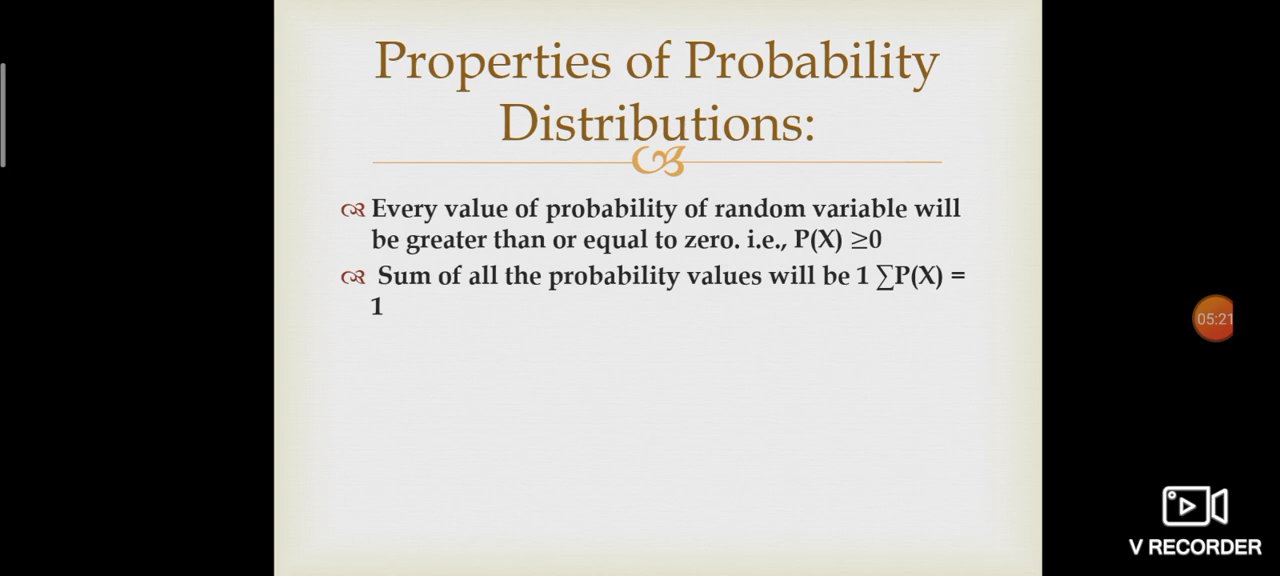 Properties of Probability
Distributions:
Every value of probability of random variable will
be greater than or equal to zero. i.e., P(X) ≥0
Sum of all the probability values will be 1 ∑P(X) =
1
05:21
V RECORDER